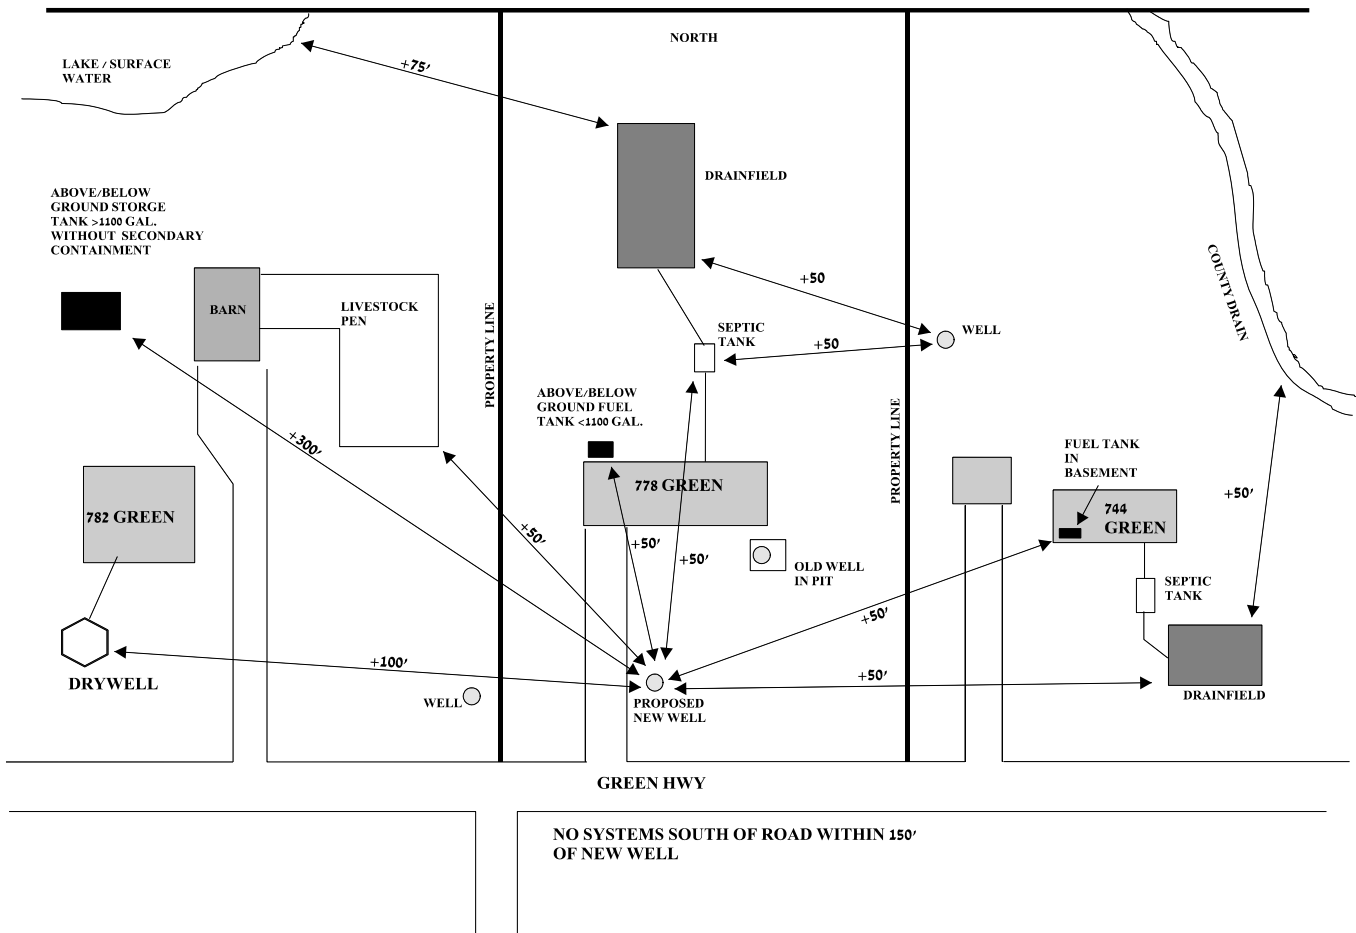 NORTH
LAKE / SURFACE
WATER
+75'
DRAINFIELD
ABOVE/BELOW
GROUND STORGE
TANK >1100 GAL.
WITHOUT SECONDARY
CONTAINMENT
BARN
LIVESTOCK
PEN
PROPERTY LINE
SEPTIC
TANK
+50
+50
WELL
COUNTY DRAIN
ABOVE/BELOW
GROUND FUEL
TANK <1100 GAL.
PROPERTY LINE
+300'
FUEL TANK
IN
BASEMENT
782 GREEN
778 GREEN
744
GREEN
+50'
+50'
+50'
+50'
OLD WELL
IN PIT
SEPTIC
TANK
+50'
+100'
+50'
DRYWELL
WELL
PROPOSED
NEW WELL
DRAINFIELD
GREEN HWY
NO SYSTEMS SOUTH OF ROAD WITHIN 150'
OF NEW WELL